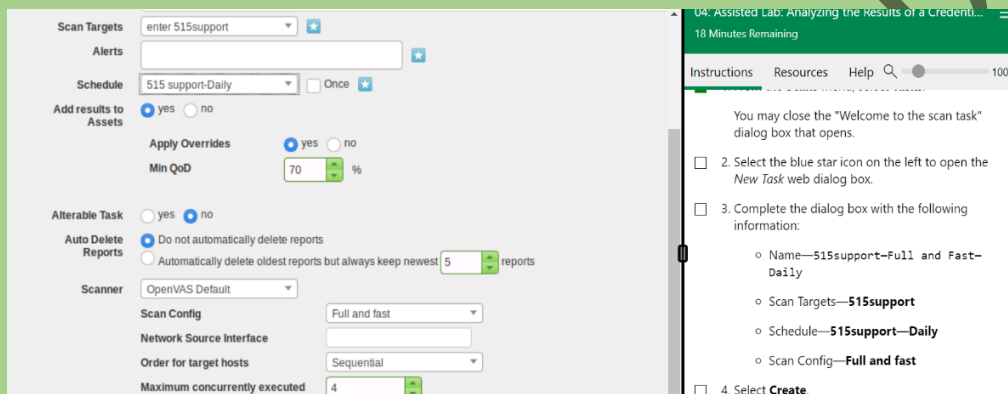 Scan Targets enter 515support
Alerts
Schedule 515 support-Daily Once
Add results to Assets yes no
Apply Overrides yes no
Min QoD 70 %
Alterable Task yes no
Auto Delete Reports Do not automatically delete reports
Automatically delete oldest reports but always keep newest 5 reports
Scanner OpenVAS Default
Scan Config Full and fast
Network Source Interface
Order for target hosts Sequential
Maximum concurrently executed 4
04: Assisted Lab: Analyzing the Results of a Credenti...
18 Minutes Remaining
Instructions Resources Help 100
You may close the "Welcome to the scan task"
dialog box that opens.
2. Select the blue star icon on the left to open the
New Task web dialog box.
3. Complete the dialog box with the following
information:
Name—515support-Full and Fast-
Daily
Scan Targets—515support
Schedule—515support—Daily
Scan Config—Full and fast
4. Select Create.